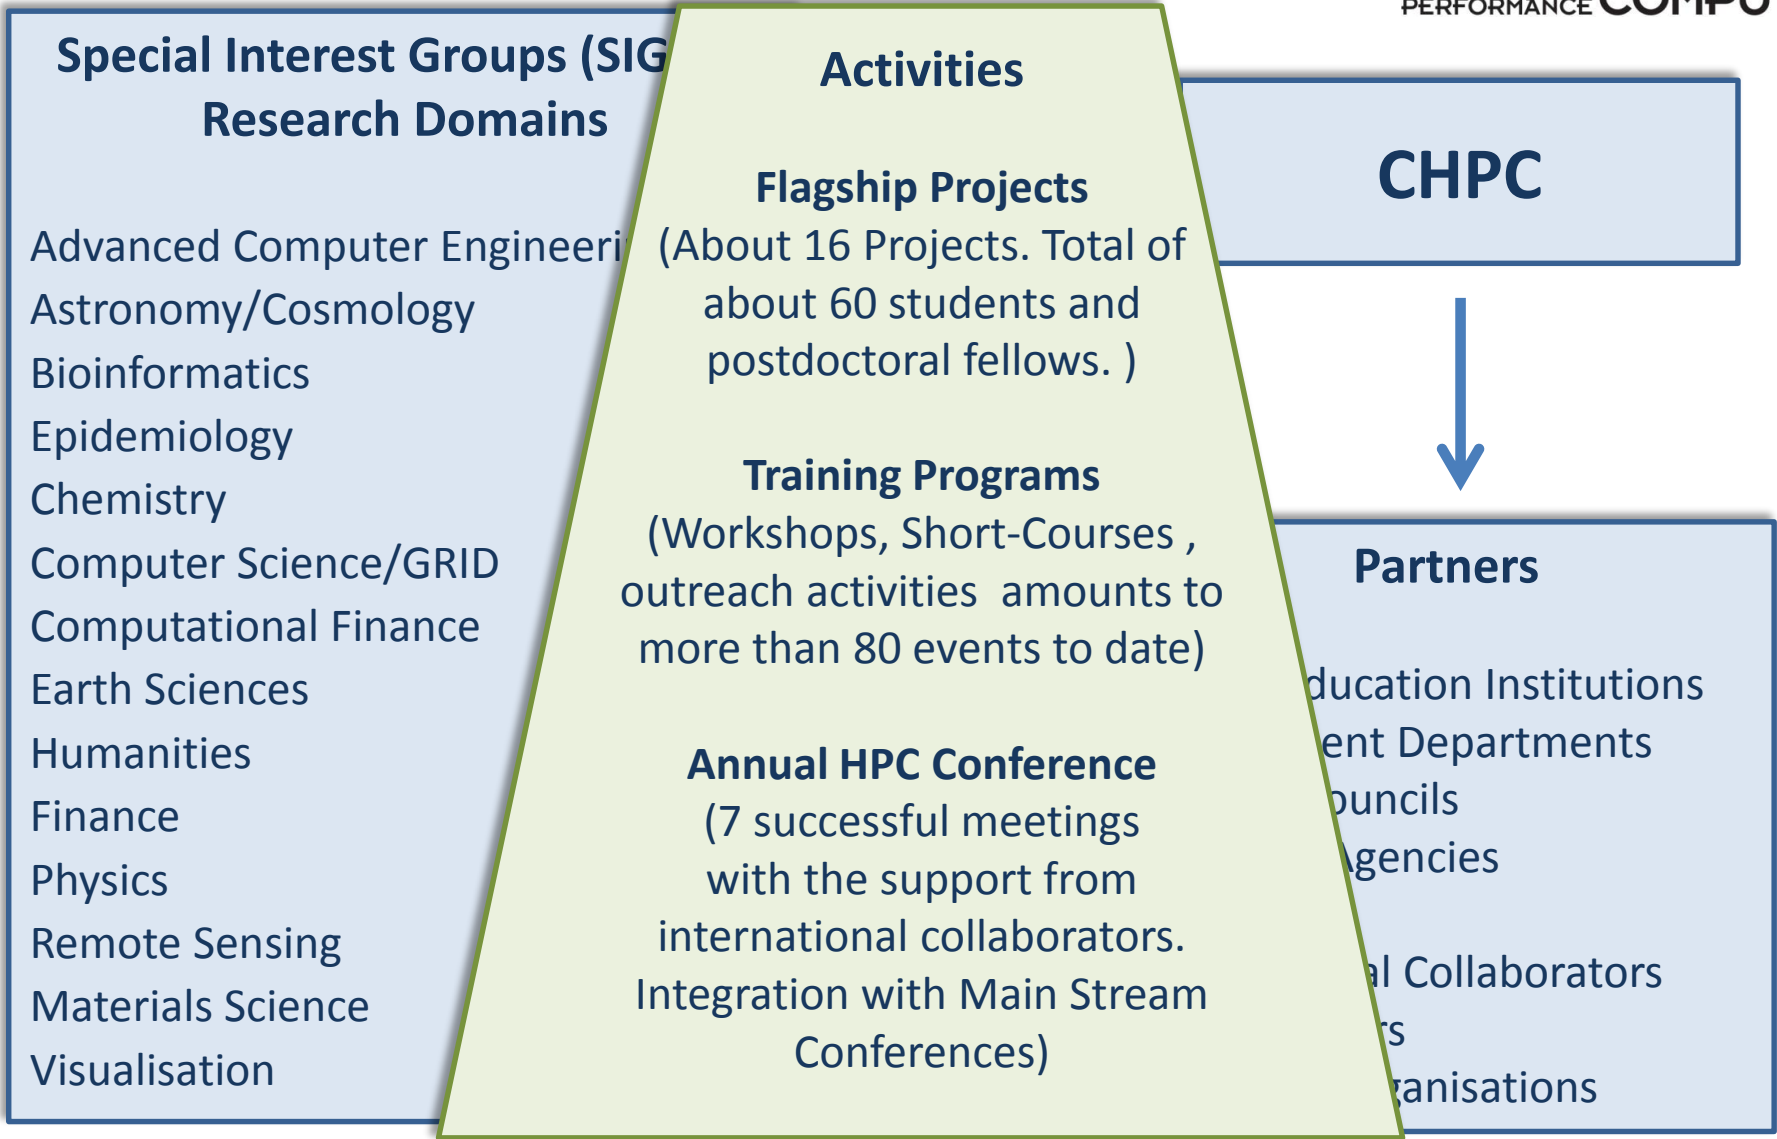 PERFORMANCE COMPU
Special Interest Groups (SIG
Research Domains
Advanced Computer Engineeri
Astronomy/Cosmology
Bioinformatics
Epidemiology
Chemistry
Computer Science/GRID
Computational Finance
Earth Sciences
Humanities
Finance
Physics
Remote Sensing
Materials Science
Visualisation
Activities
Flagship Projects
(About 16 Projects. Total of
about 60 students and
postdoctoral fellows. )
Training Programs
(Workshops, Short-Courses ,
outreach activities amounts to
more than 80 events to date)
Annual HPC Conference
(7 successful meetings
with the support from
international collaborators.
Integration with Main Stream
Conferences)
CHPC
Partners
ducation Institutions
ent Departments
ouncils
gencies
al Collaborators
rs
ganisations